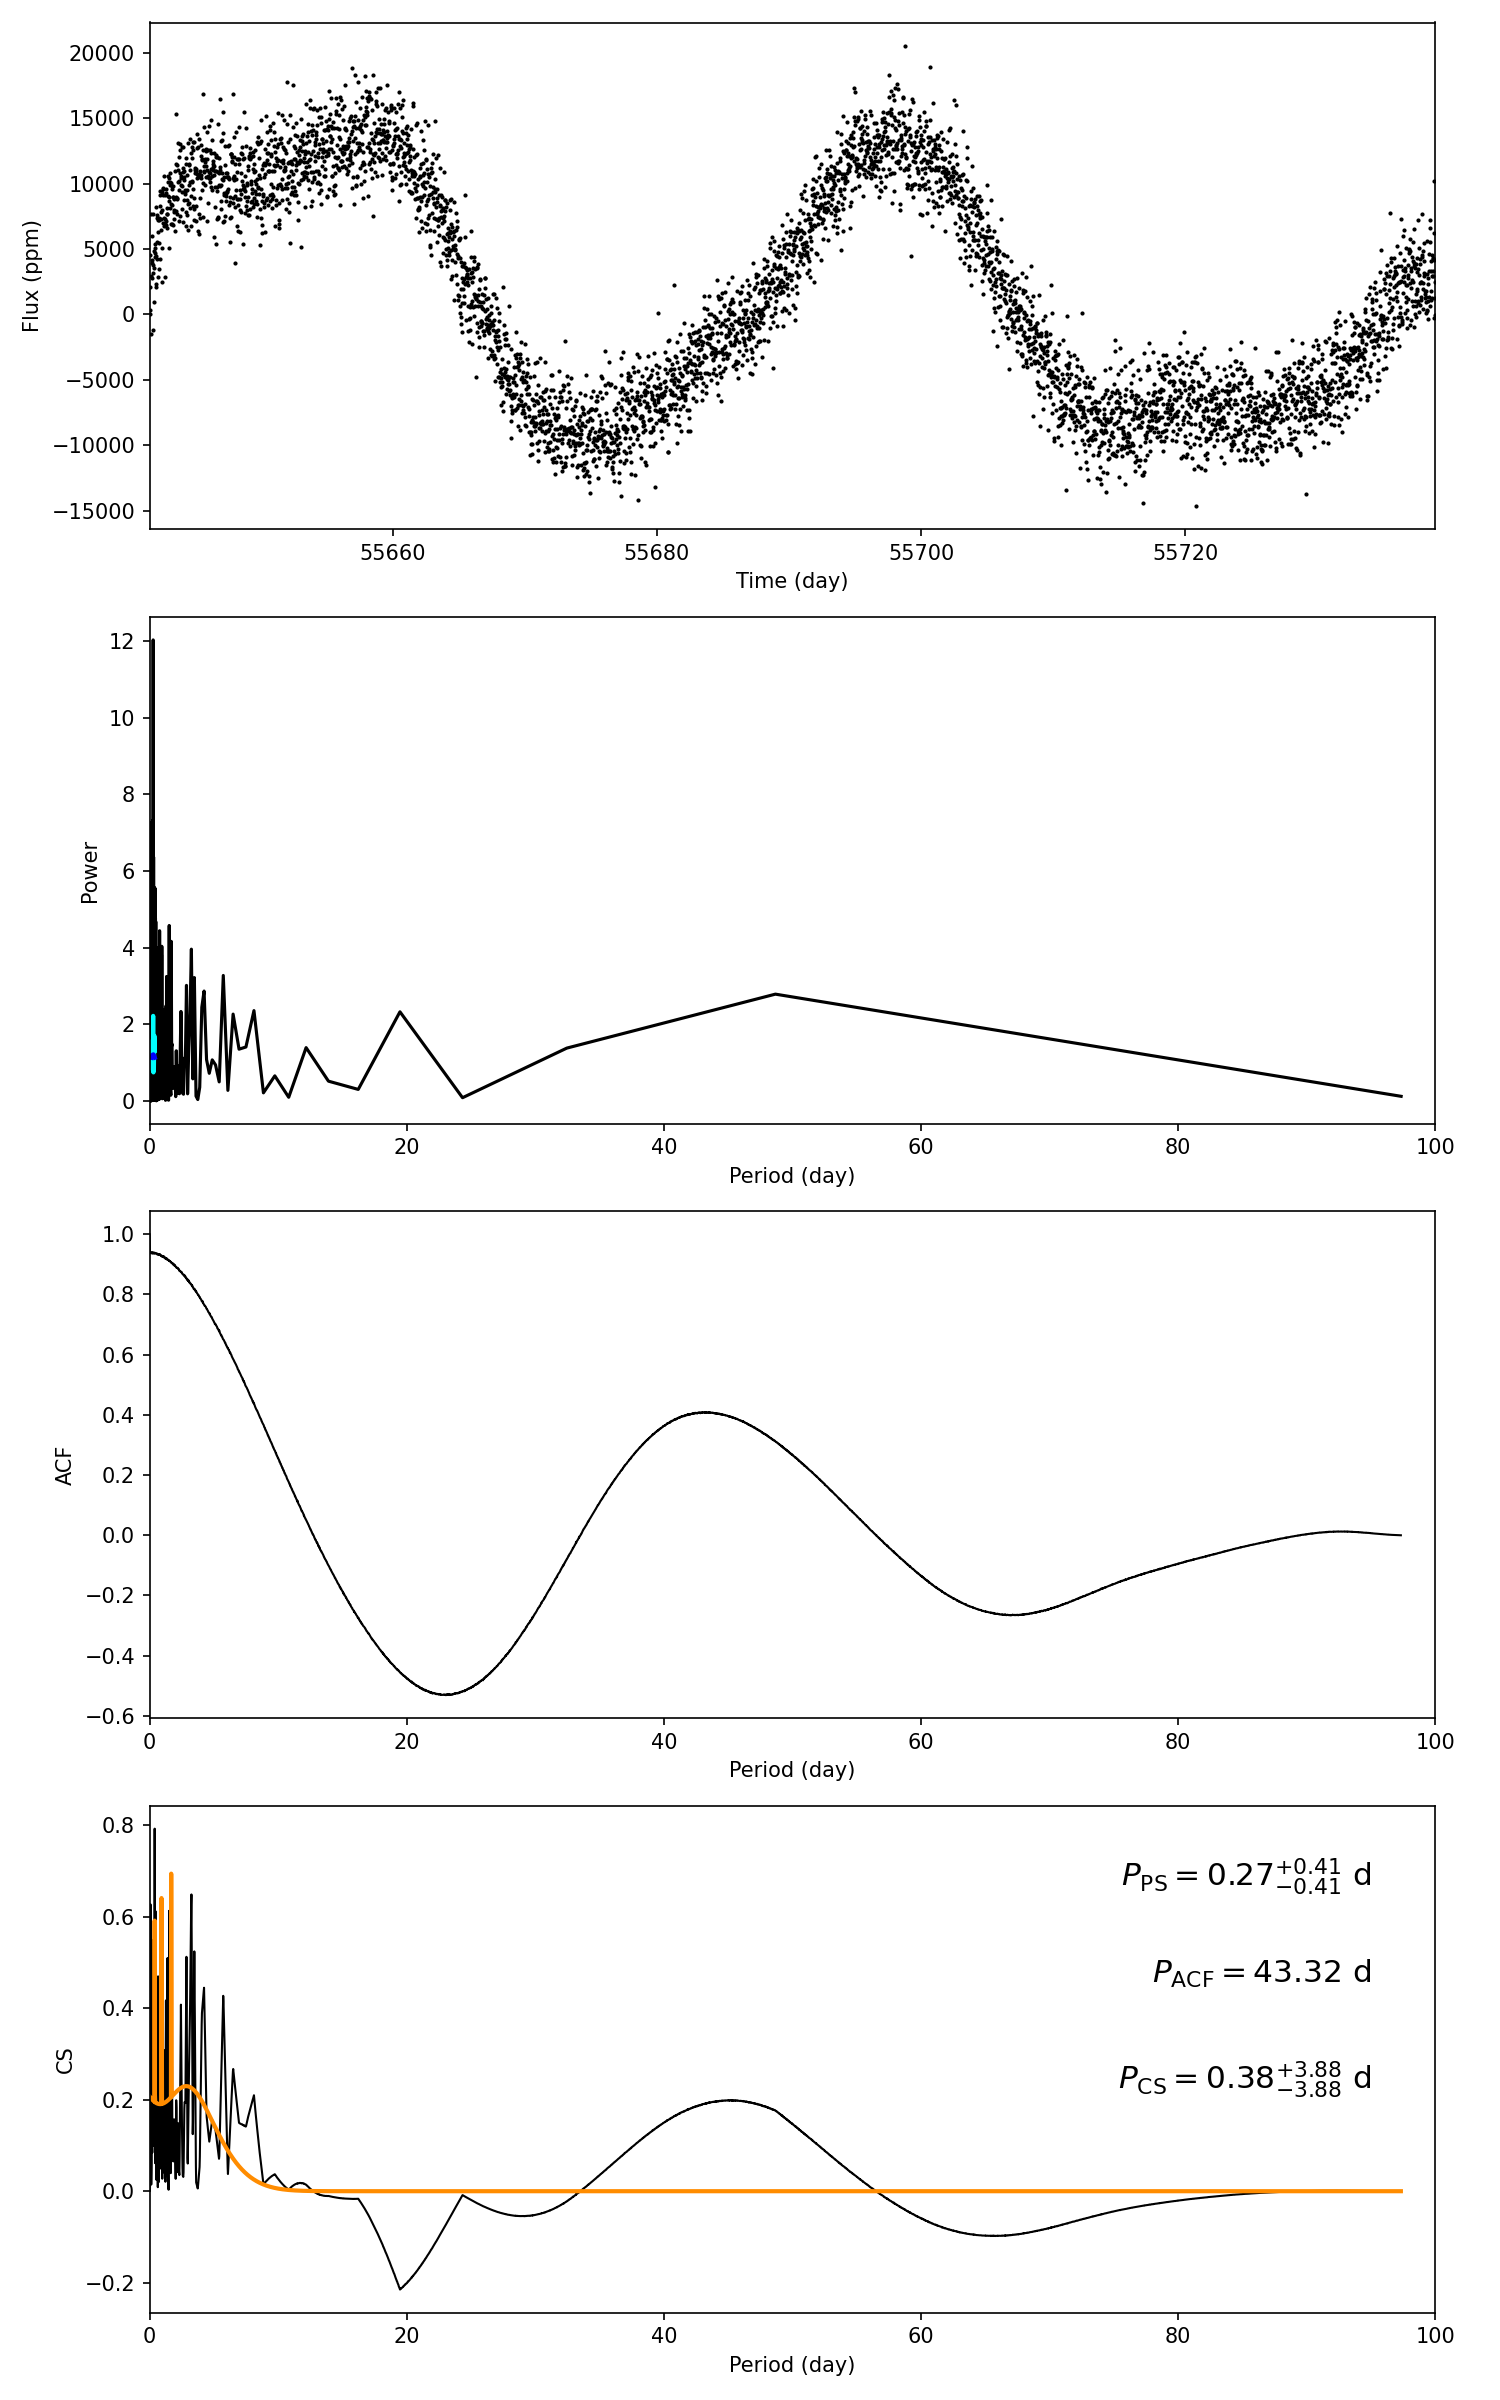 20000
15000
10000
5000
0
−5000
−10000
−15000
Flux (ppm)
55660 55680 55700 55720
Time (day)
12
10
8
6
4
2
0
Power
0 20 40 60 80 100
Period (day)
1.0
0.8
0.6
0.4
0.2
0.0
−0.2
−0.4
−0.6
ACF
0 20 40 60 80 100
Period (day)
0.8
0.6
0.4
0.2
0.0
−0.2
CS
P_PS = 0.27 +0.41 −0.41 d
P_ACF = 43.32 d
P_CS = 0.38 +3.88 −3.88 d
0 20 40 60 80 100
Period (day)